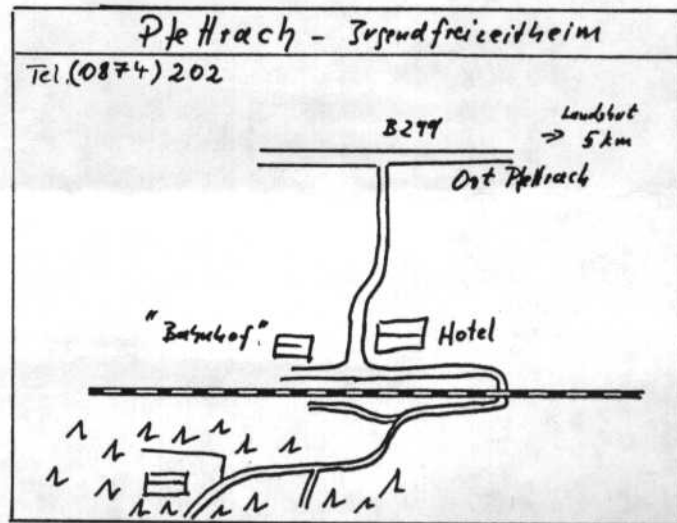 Pfettrach - Jugendfreizeitheim
Tel. (0874) 202
B299
Landshut
→ 5 km
Ort Pfettrach
"Bahnhof"
Hotel